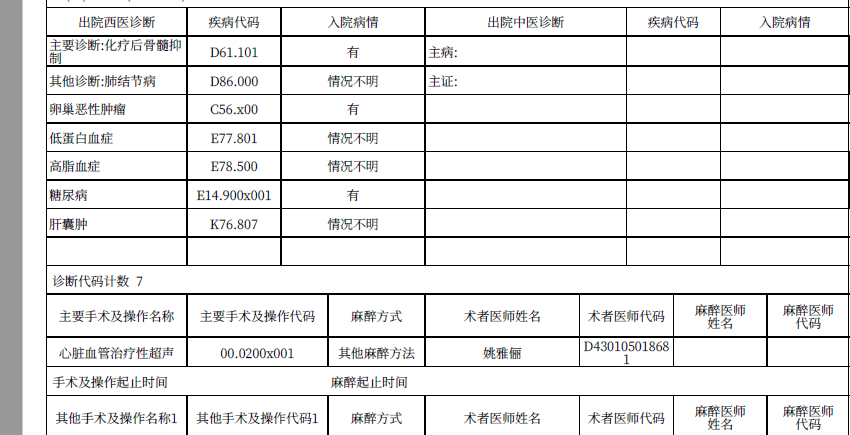 出院西医诊断 疾病代码 入院病情 出院中医诊断 疾病代码 入院病情
主要诊断:化疗后骨髓抑
制 D61.101 有 主病:
其他诊断:肺结节病 D86.000 情况不明 主证:
卵巢恶性肿瘤 C56.x00 有
低蛋白血症 E77.801 情况不明
高脂血症 E78.500 情况不明
糖尿病 E14.900x001 有
肝囊肿 K76.807 情况不明
诊断代码计数 7
主要手术及操作名称 主要手术及操作代码 麻醉方式 术者医师姓名 术者医师代码 麻醉医师
姓名 麻醉医师
代码
心脏血管治疗性超声 00.0200x001 其他麻醉方法 姚雅俪 D43010501868
1
手术及操作起止时间 麻醉起止时间
其他手术及操作名称1 其他手术及操作代码1 麻醉方式 术者医师姓名 术者医师代码 麻醉医师
姓名 麻醉医师
代码